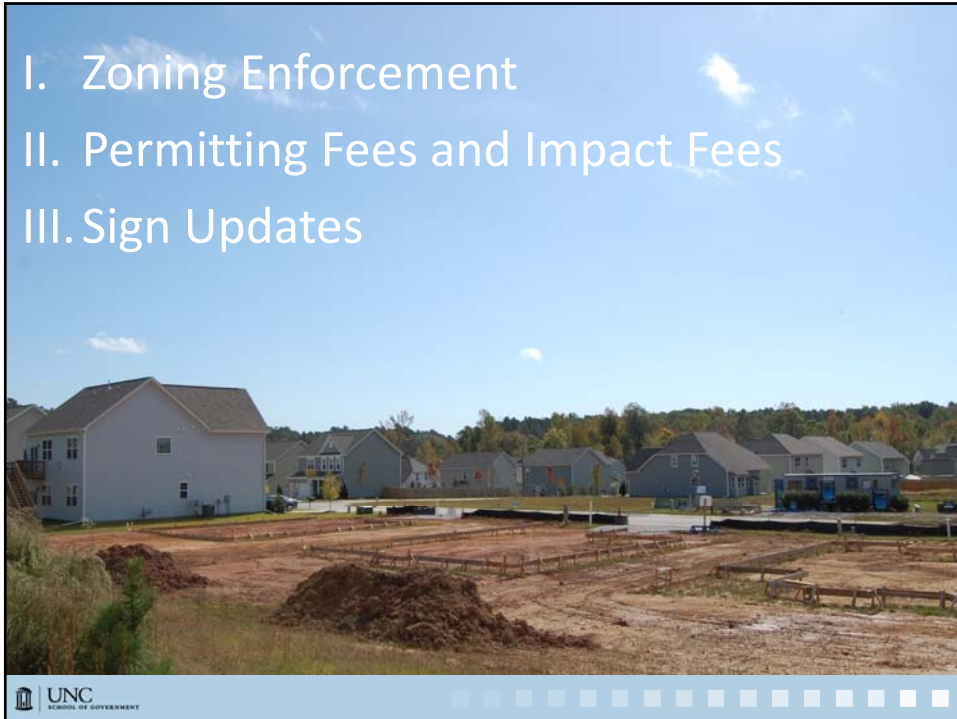 I. Zoning Enforcement
II. Permitting Fees and Impact Fees
III. Sign Updates
UNC
SCHOOL OF GOVERNMENT